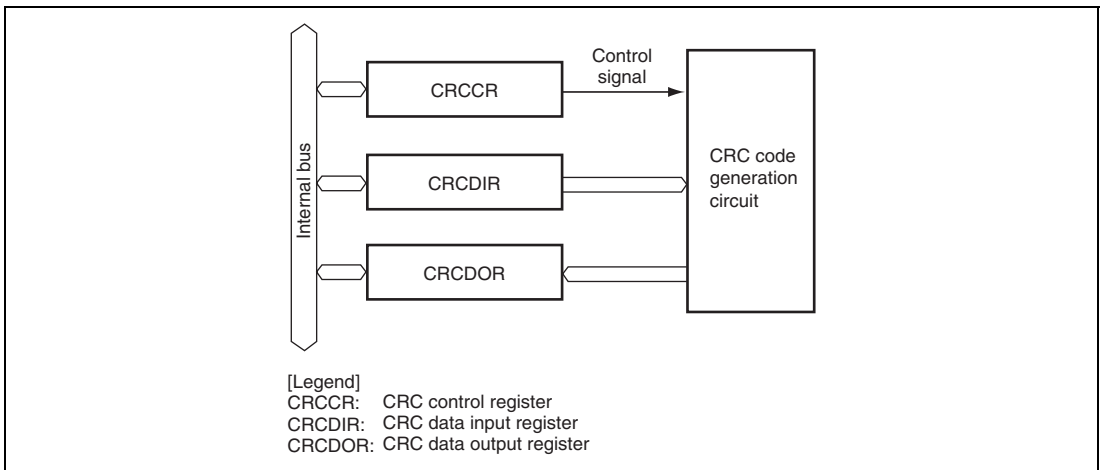 Control
signal
CRCCR
CRCDIR
CRCDOR
Internal bus
CRC code
generation
circuit
[Legend]
CRCCR: CRC control register
CRCDIR: CRC data input register
CRCDOR: CRC data output register